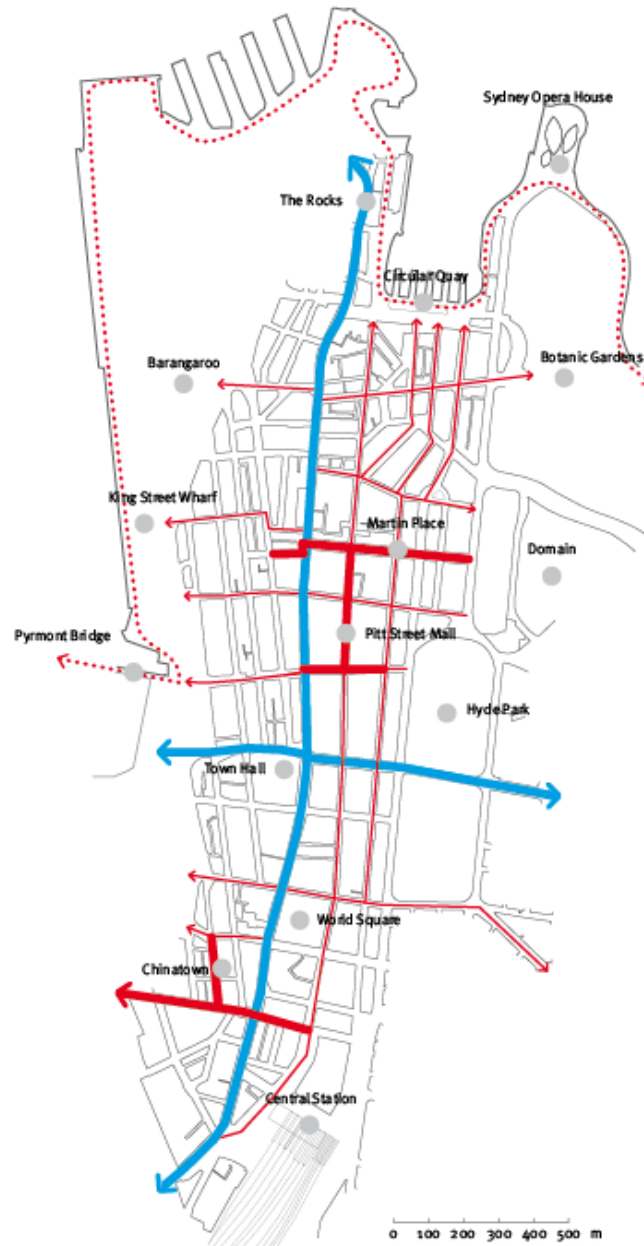 Sydney Opera House
The Rocks
Circular Quay
Barangaroo
Botanic Gardens
King Street Wharf
Martin Place
Domain
Pitt Street Mall
Pyrmont Bridge
Hyde Park
Town Hall
World Square
Chinatown
Central Station
0 100 200 300 400 500 m